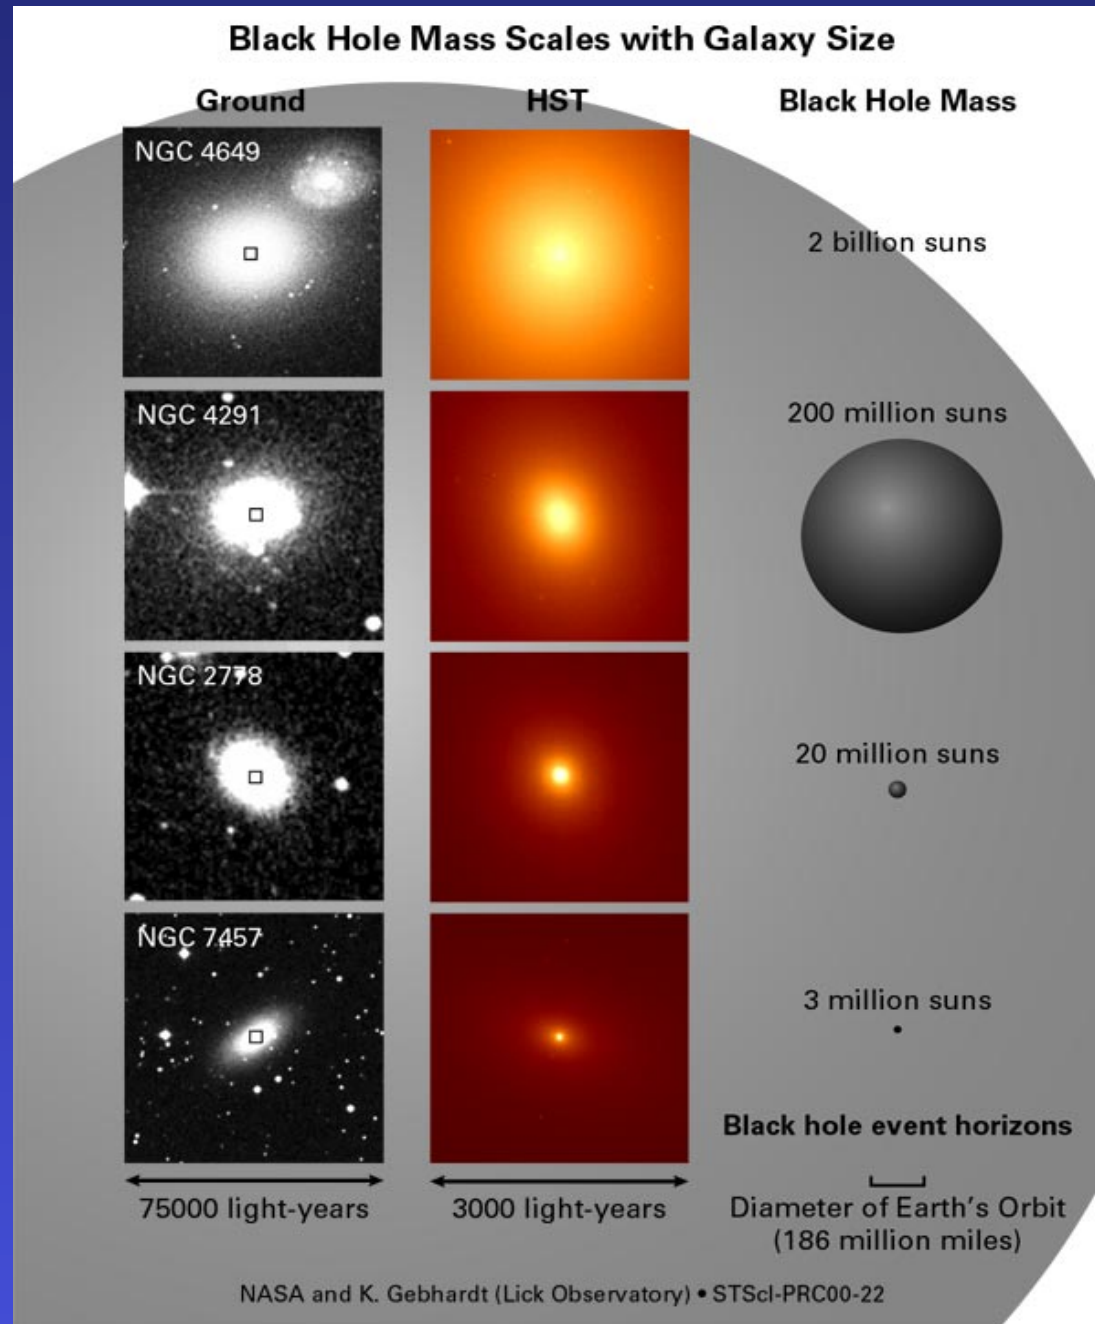 Black Hole Mass Scales with Galaxy Size
Ground
HST
Black Hole Mass
NGC 4649
2 billion suns
NGC 4291
200 million suns
NGC 2778
20 million suns
NGC 7457
3 million suns
Black hole event horizons
75000 light-years
3000 light-years
Diameter of Earth's Orbit
(186 million miles)
NASA and K. Gebhardt (Lick Observatory) • STScI-PRC00-22